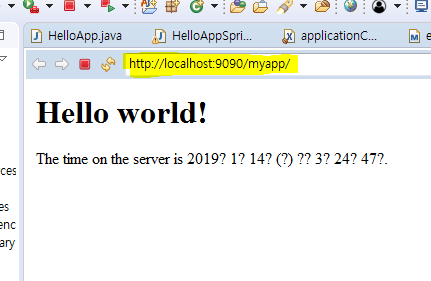 HelloApp.java
HelloAppSpri...
applicationC...
http://localhost:9090/myapp/
Hello world!
The time on the server is 2019? 1? 14? (?) ?? 3? 24? 47?.